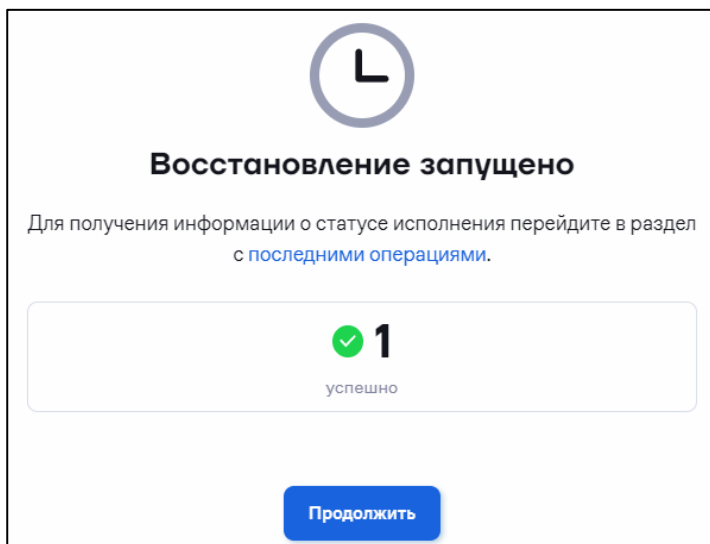 Восстановление запущено
Для получения информации о статусе исполнения перейдите в раздел
с последними операциями.
1
успешно
Продолжить